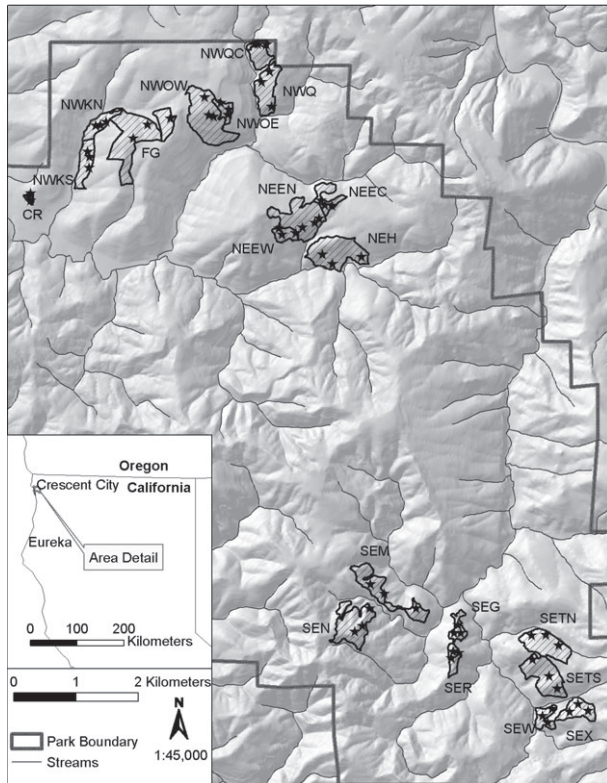 NWQC
NWOW
NWQ
NWKN
NWOE
FG
NWKS
CR
NEEN
NEEC
NEEW
NEH
Oregon
Crescent City
California
Eureka
Area Detail
0 100 200
Kilometers
SEM
SEG
SETN
SEN
SER
SETS
SEW
SEX
0 1 2 Kilometers
N
Park Boundary
Streams
1:45,000